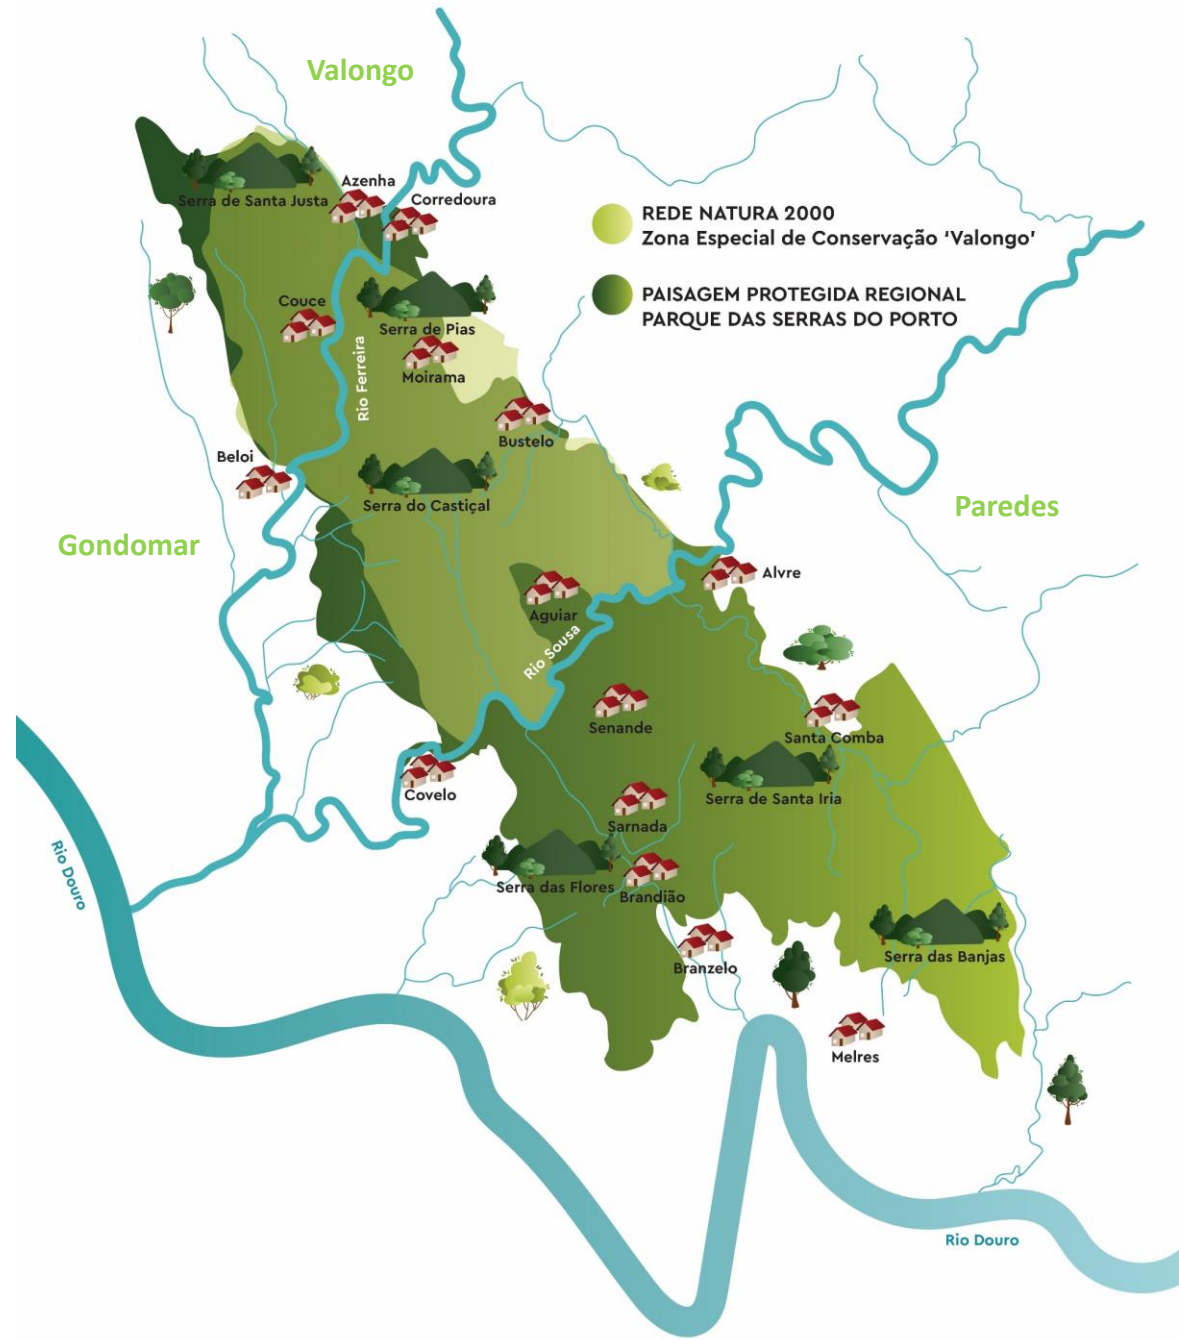 Valongo
Azenha
Serra de Santa Justa
Corredoura
REDE NATURA 2000
Zona Especial de Conservação ‘Valongo’
PAISAGEM PROTEGIDA REGIONAL
PARQUE DAS SERRAS DO PORTO
Couce
Serra de Pias
Rio Ferreira
Moirama
Bustelo
Beloi
Serra do Castiçal
Paredes
Gondomar
Alvre
Aguiar
Rio Sousa
Senande
Santa Comba
Covelo
Serra de Santa Iria
Sarnada
Rio Douro
Serra das Flores
Brandião
Serra das Banjas
Branzelo
Melres
Rio Douro